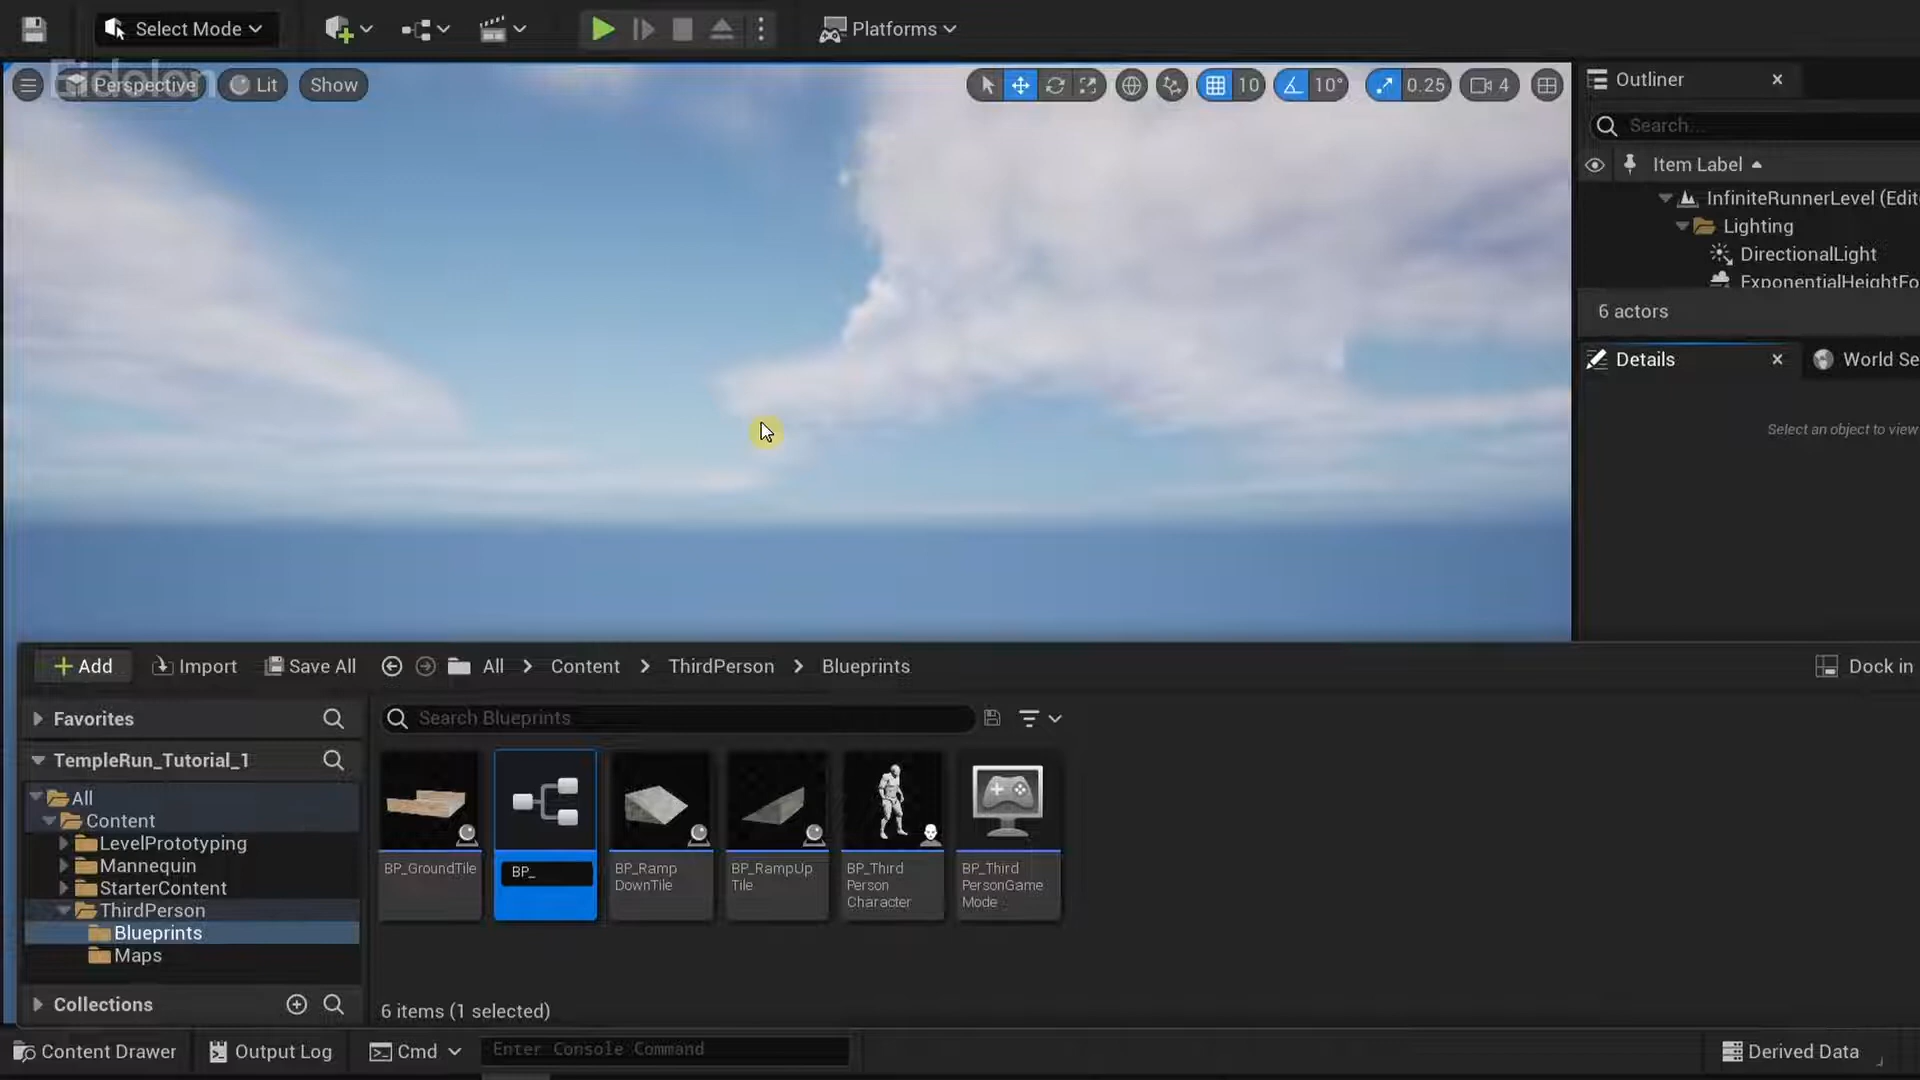 Select Mode
Platforms
Eidolon
Perspective
Lit
Show
10
10°
0.25
4
Outliner
Search...
Item Label
InfiniteRunnerLevel (Edit
Lighting
DirectionalLight
ExponentialHeightFo
6 actors
Details
World Se
Select an object to view
Add
Import
Save All
All
Content
ThirdPerson
Blueprints
Dock in
Favorites
Search Blueprints
TempleRun_Tutorial_1
All
Content
LevelPrototyping
Mannequin
StarterContent
ThirdPerson
Blueprints
Maps
BP_GroundTile
BP_
BP_Ramp
DownTile
BP_RampUp
Tile
BP_Third
Person
Character
BP_Third
PersonGame
Mode
Collections
6 items (1 selected)
Content Drawer
Output Log
Cmd
Enter Console Command
Derived Data